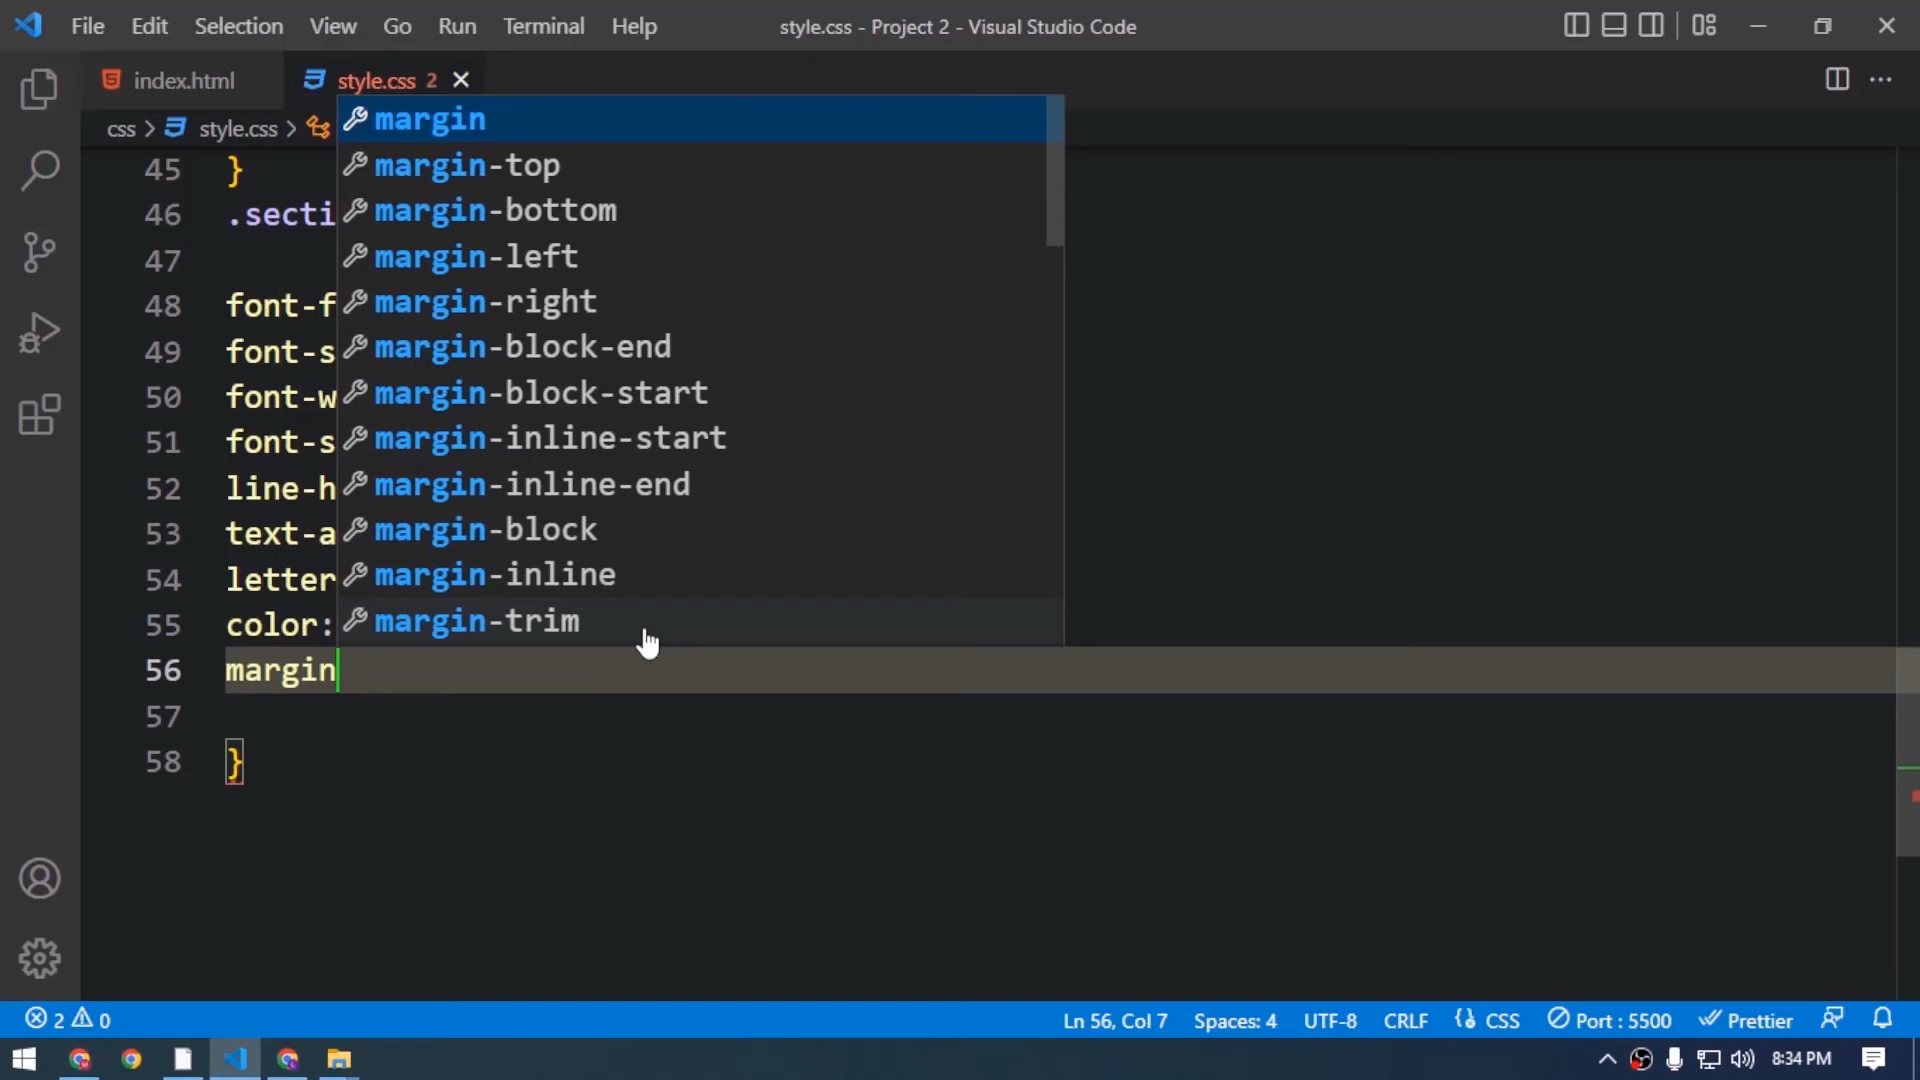 File Edit Selection View Go Run Terminal Help style.css - Project 2 - Visual Studio Code
index.html style.css 2
css > style.css >
margin
margin-top
margin-bottom
margin-left
margin-right
margin-block-end
margin-block-start
margin-inline-start
margin-inline-end
margin-block
margin-inline
margin-trim
45 }
46 .secti
47
48 font-f
49 font-s
50 font-w
51 font-s
52 line-h
53 text-a
54 letter
55 color:
56 margin
57
58 }
2 0 Ln 56, Col 7 Spaces: 4 UTF-8 CRLF {} CSS Port : 5500 Prettier
8:34 PM